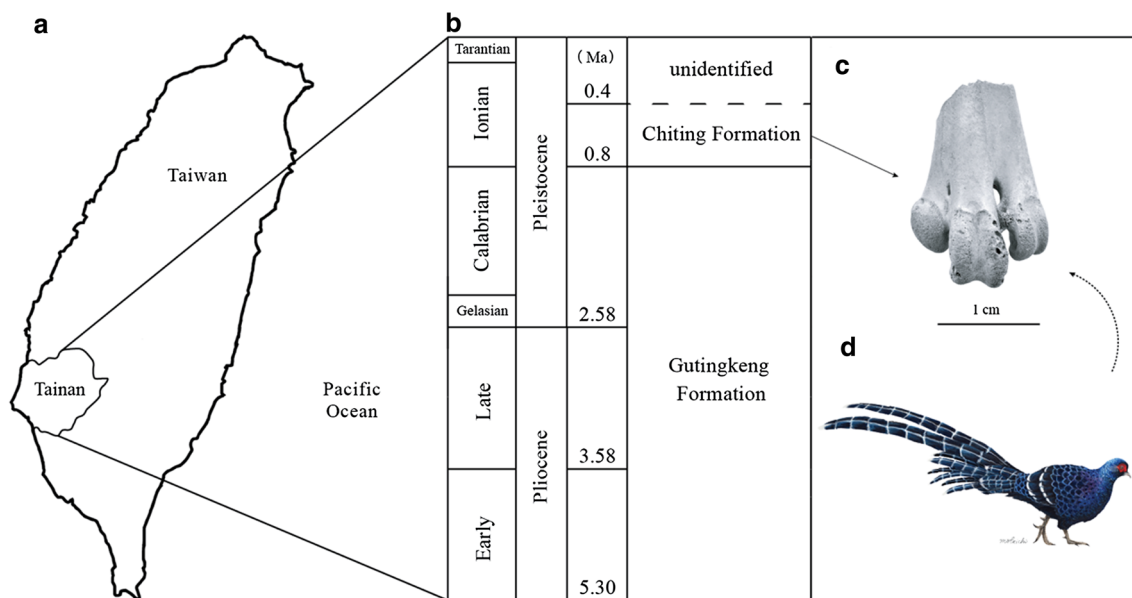 a
Taiwan
Tainan
Pacific
Ocean
b
Tarantian
Ionian
Calabrian
Gelasian
Late
Early
Pleistocene
Pliocene
(Ma)
0.4
0.8
2.58
3.58
5.30
unidentified
Chiting Formation
Gutingkeng
Formation
c
1 cm
d